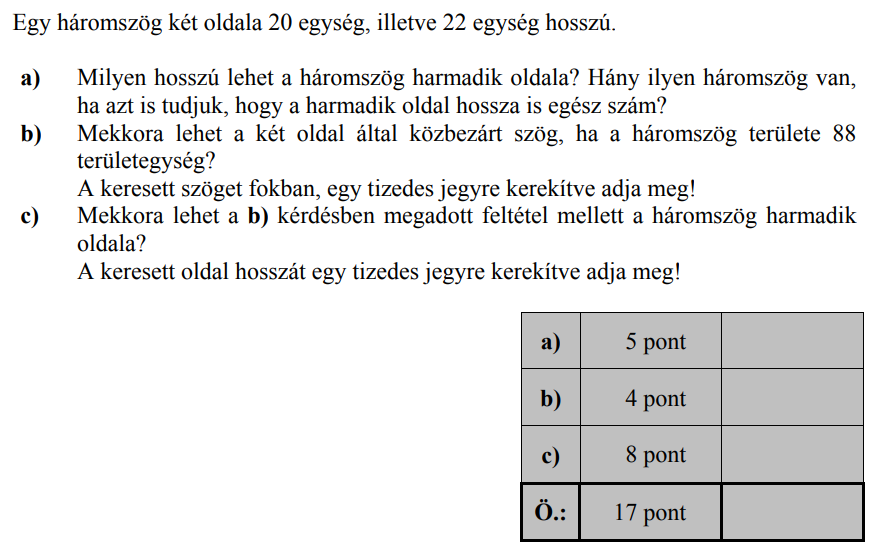 Egy háromszög két oldala 20 egység, illetve 22 egység hosszú.
a) Milyen hosszú lehet a háromszög harmadik oldala? Hány ilyen háromszög van,
ha azt is tudjuk, hogy a harmadik oldal hossza is egész szám?
b) Mekkora lehet a két oldal által közbezárt szög, ha a háromszög területe 88
területegység?
A keresett szöget fokban, egy tizedes jegyre kerekítve adja meg!
c) Mekkora lehet a b) kérdésben megadott feltétel mellett a háromszög harmadik
oldala?
A keresett oldal hosszát egy tizedes jegyre kerekítve adja meg!
a) 5 pont
b) 4 pont
c) 8 pont
Ö.: 17 pont